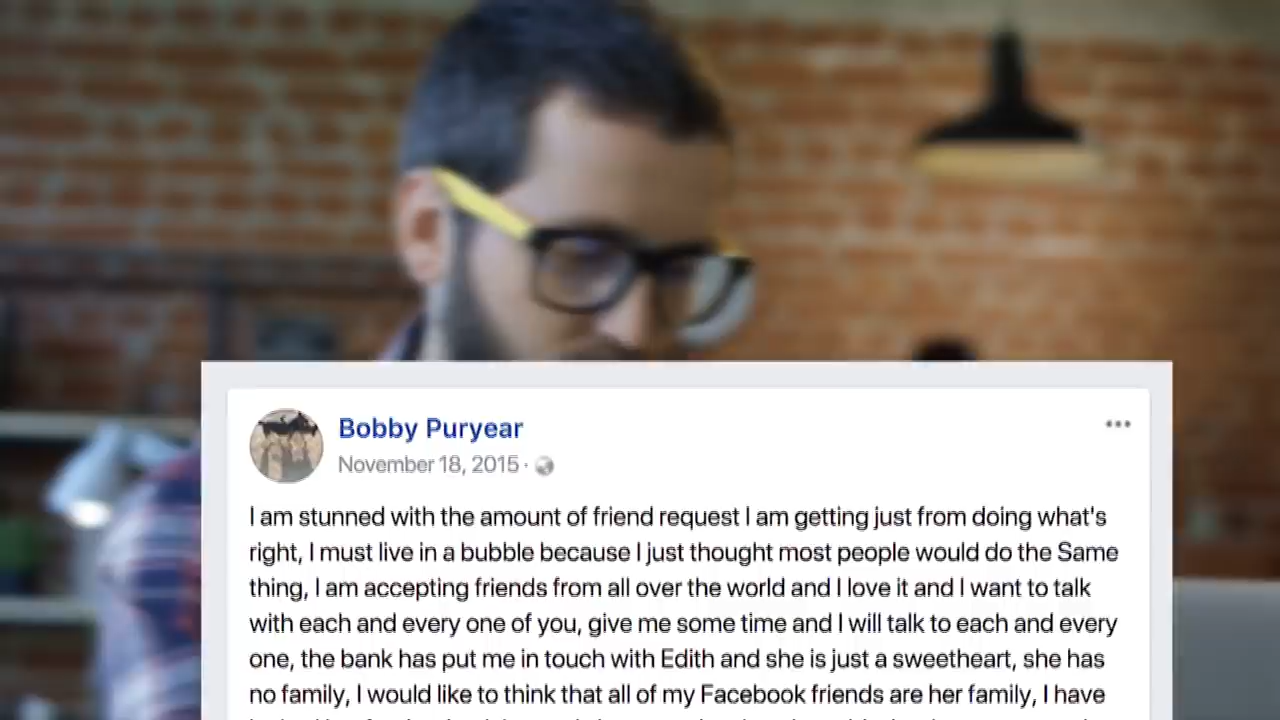 Bobby Puryear
November 18, 2015 ·
I am stunned with the amount of friend request I am getting just from doing what's
right, I must live in a bubble because I just thought most people would do the Same
thing, I am accepting friends from all over the world and I love it and I want to talk
with each and every one of you, give me some time and I will talk to each and every
one, the bank has put me in touch with Edith and she is just a sweetheart, she has
no family, I would like to think that all of my Facebook friends are her family, I have